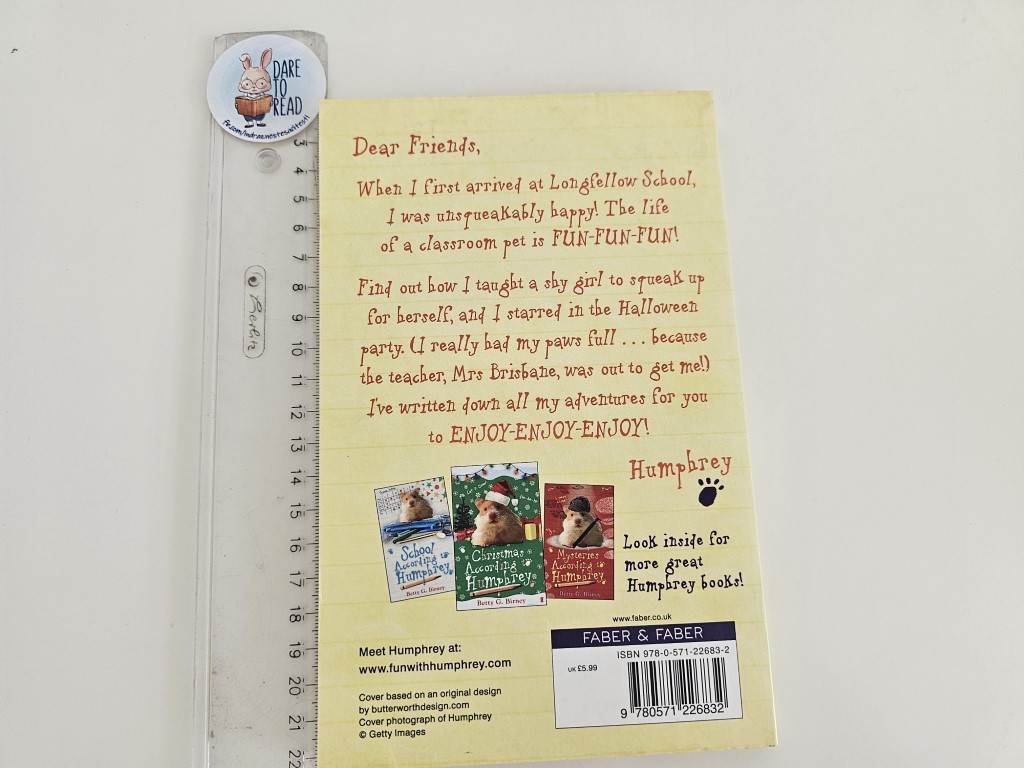 DARE
TO
READ
Dear Friends,
When I first arrived at Longfellow School,
I was unsqueakably happy! The life
of a classroom pet is FUN-FUN-FUN!
Find out how I taught a shy girl to squeak up
for herself, and I starred in the Halloween
party. (I really had my paws full . . . because
the teacher, Mrs Brisbane, was out to get me!)
I've written down all my adventures for you
to ENJOY-ENJOY-ENJOY!
Humphrey
School
According
Humphrey
Betty G. Birney
Christmas
According
Humphrey
Betty G. Birney
Mysteries
According
Humphrey
Betty G. Birney
Look inside for
more great
Humphrey books!
www.faber.co.uk
FABER & FABER
ISBN 978-0-571-22683-2
UK £5.99
9 780571 226832
Meet Humphrey at:
www.funwithhumphrey.com
Cover based on an original design
by butterworthdesign.com
Cover photograph of Humphrey
© Getty Images
3
4
5
6
7
8
9
10
11
12
13
14
15
16
17
18
19
20
21
22